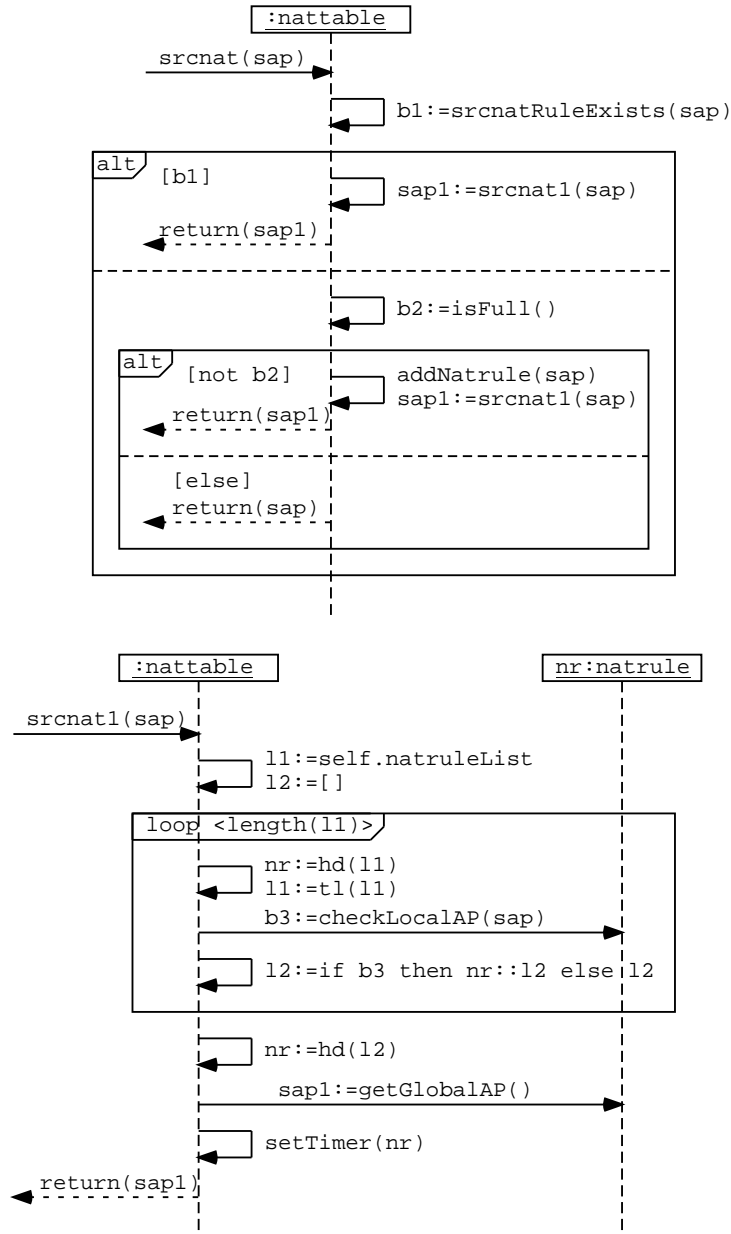 :nattable
srcnat(sap)
b1:=srcnatRuleExists(sap)
alt
[b1]
sap1:=srcnat1(sap)
return(sap1)
b2:=isFull()
alt
[not b2]
addNatrule(sap)
sap1:=srcnat1(sap)
return(sap1)
[else]
return(sap)
:nattable
nr:natrule
srcnat1(sap)
l1:=self.natruleList
l2:=[]
loop <length(l1)>
nr:=hd(l1)
l1:=tl(l1)
b3:=checkLocalAP(sap)
l2:=if b3 then nr::l2 else l2
nr:=hd(l2)
sap1:=getGlobalAP()
setTimer(nr)
return(sap1)